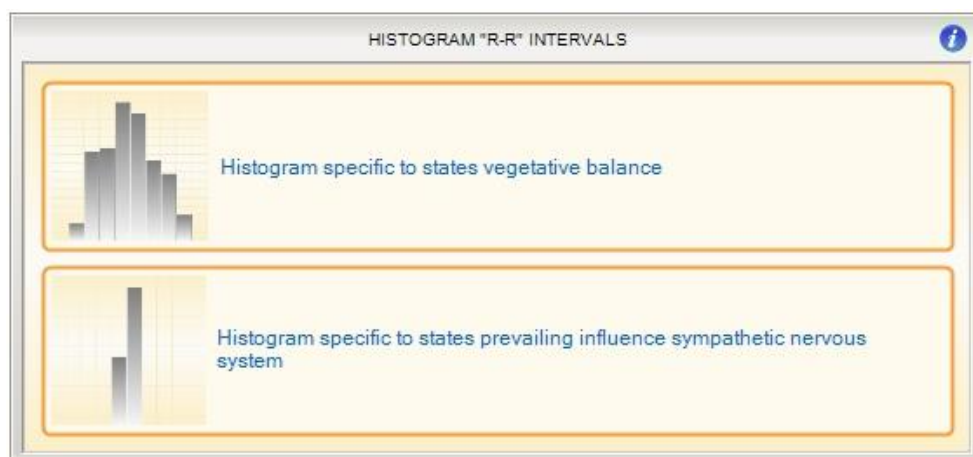 HISTOGRAM "R-R" INTERVALS
i
Histogram specific to states vegetative balance
Histogram specific to states prevailing influence sympathetic nervous
system